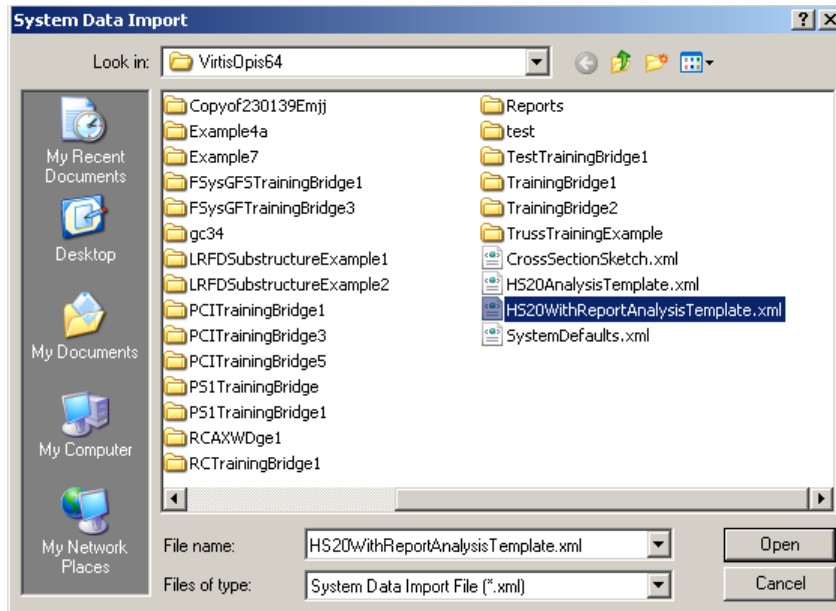 System Data Import
Look in:
VirtisOpis64
My Recent
Documents
Desktop
My Documents
My Computer
My Network
Places
Copyof230139Emjj
Example4a
Example7
FSysGFSTrainingBridge1
FSysGFTrainingBridge3
gc34
LRFDSubstructureExample1
LRFDSubstructureExample2
PCITrainingBridge1
PCITrainingBridge3
PCITrainingBridge5
PS1TrainingBridge
PS1TrainingBridge1
RCAXWDge1
RCTrainingBridge1
Reports
test
TestTrainingBridge1
TrainingBridge1
TrainingBridge2
TrussTrainingExample
CrossSectionSketch.xml
HS20AnalysisTemplate.xml
HS20WithReportAnalysisTemplate.xml
SystemDefaults.xml
File name:
HS20WithReportAnalysisTemplate.xml
Open
Files of type:
System Data Import File (*.xml)
Cancel